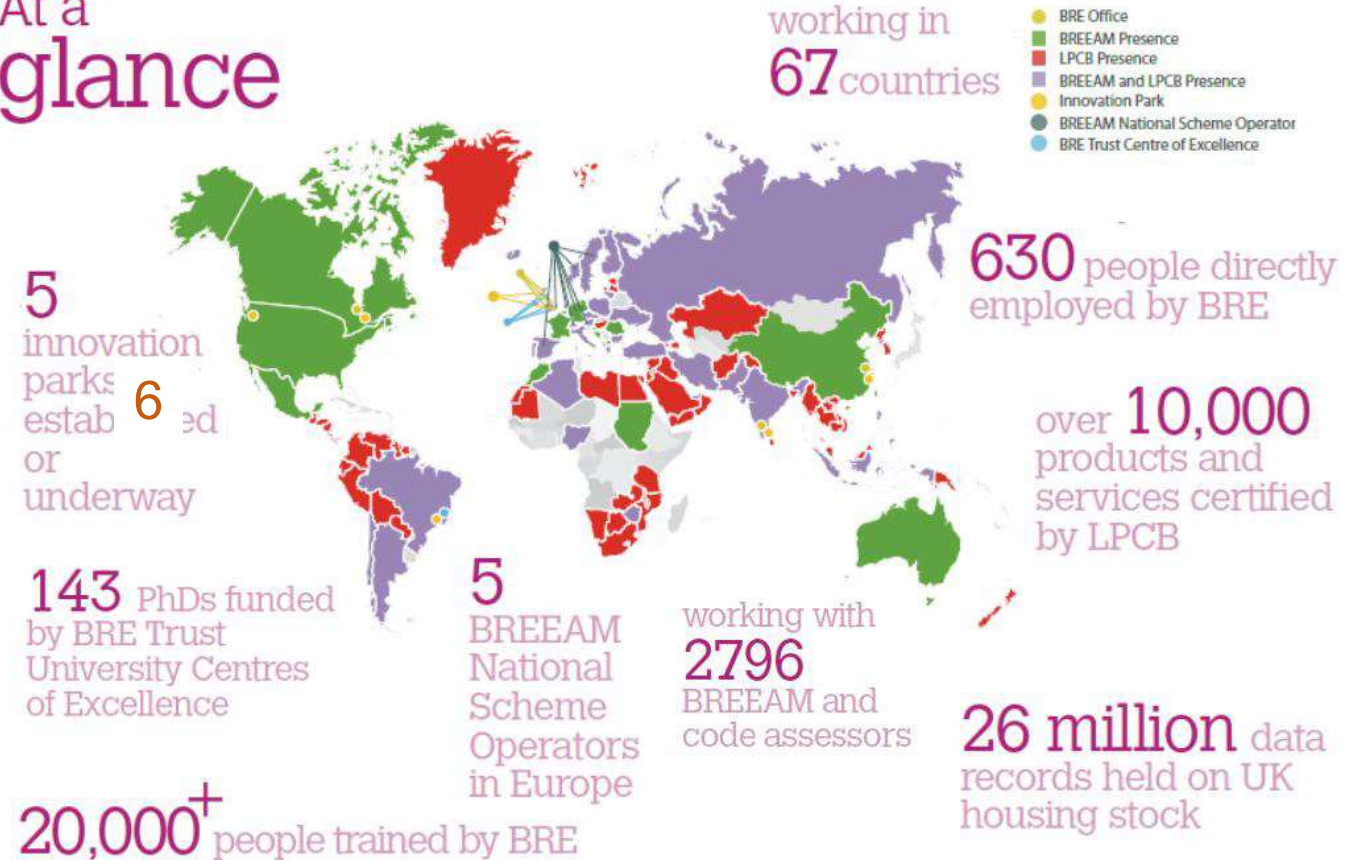 At a
glance
working in
67 countries
BRE Office
BREEAM Presence
LPCB Presence
BREEAM and LPCB Presence
Innovation Park
BREEAM National Scheme Operator
BRE Trust Centre of Excellence
5
innovation
parks
estab 6 ed
or
underway
630 people directly
employed by BRE
over 10,000
products and
services certified
by LPCB
143 PhDs funded
by BRE Trust
University Centres
of Excellence
5
BREEAM
National
Scheme
Operators
in Europe
working with
2796
BREEAM and
code assessors
26 million data
records held on UK
housing stock
20,000+ people trained by BRE